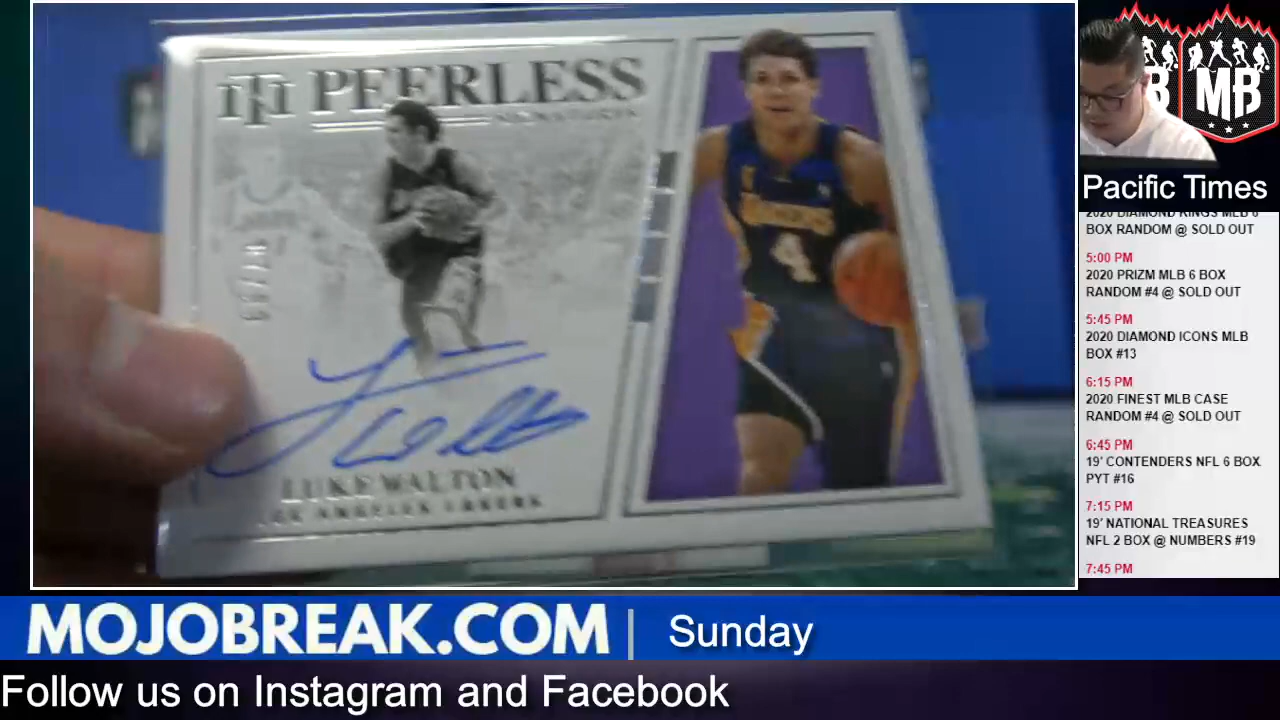 PEERLESS
SIGNATURES
LUKE WALTON
LOS ANGELES LAKERS
4
MB
Pacific Times
2020 DIAMOND KINGS MLB 6
BOX RANDOM @ SOLD OUT
5:00 PM
2020 PRIZM MLB 6 BOX
RANDOM #4 @ SOLD OUT
5:45 PM
2020 DIAMOND ICONS MLB
BOX #13
6:15 PM
2020 FINEST MLB CASE
RANDOM #4 @ SOLD OUT
6:45 PM
19' CONTENDERS NFL 6 BOX
PYT #16
7:15 PM
19' NATIONAL TREASURES
NFL 2 BOX @ NUMBERS #19
7:45 PM
MOJOBREAK.COM | Sunday
Follow us on Instagram and Facebook